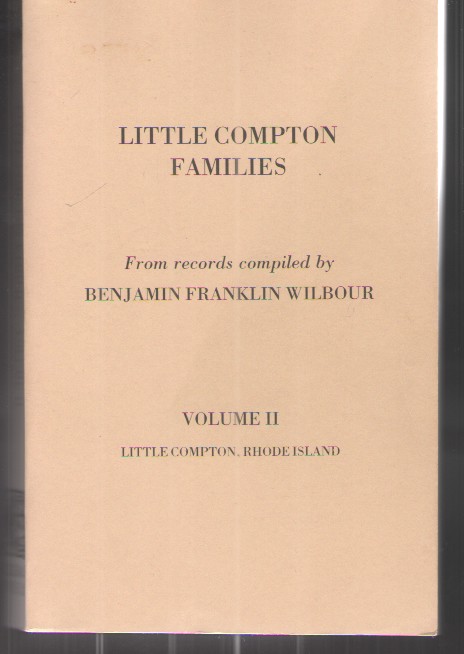 LITTLE COMPTON
FAMILIES
From records compiled by
BENJAMIN FRANKLIN WILBOUR
VOLUME II
LITTLE COMPTON, RHODE ISLAND